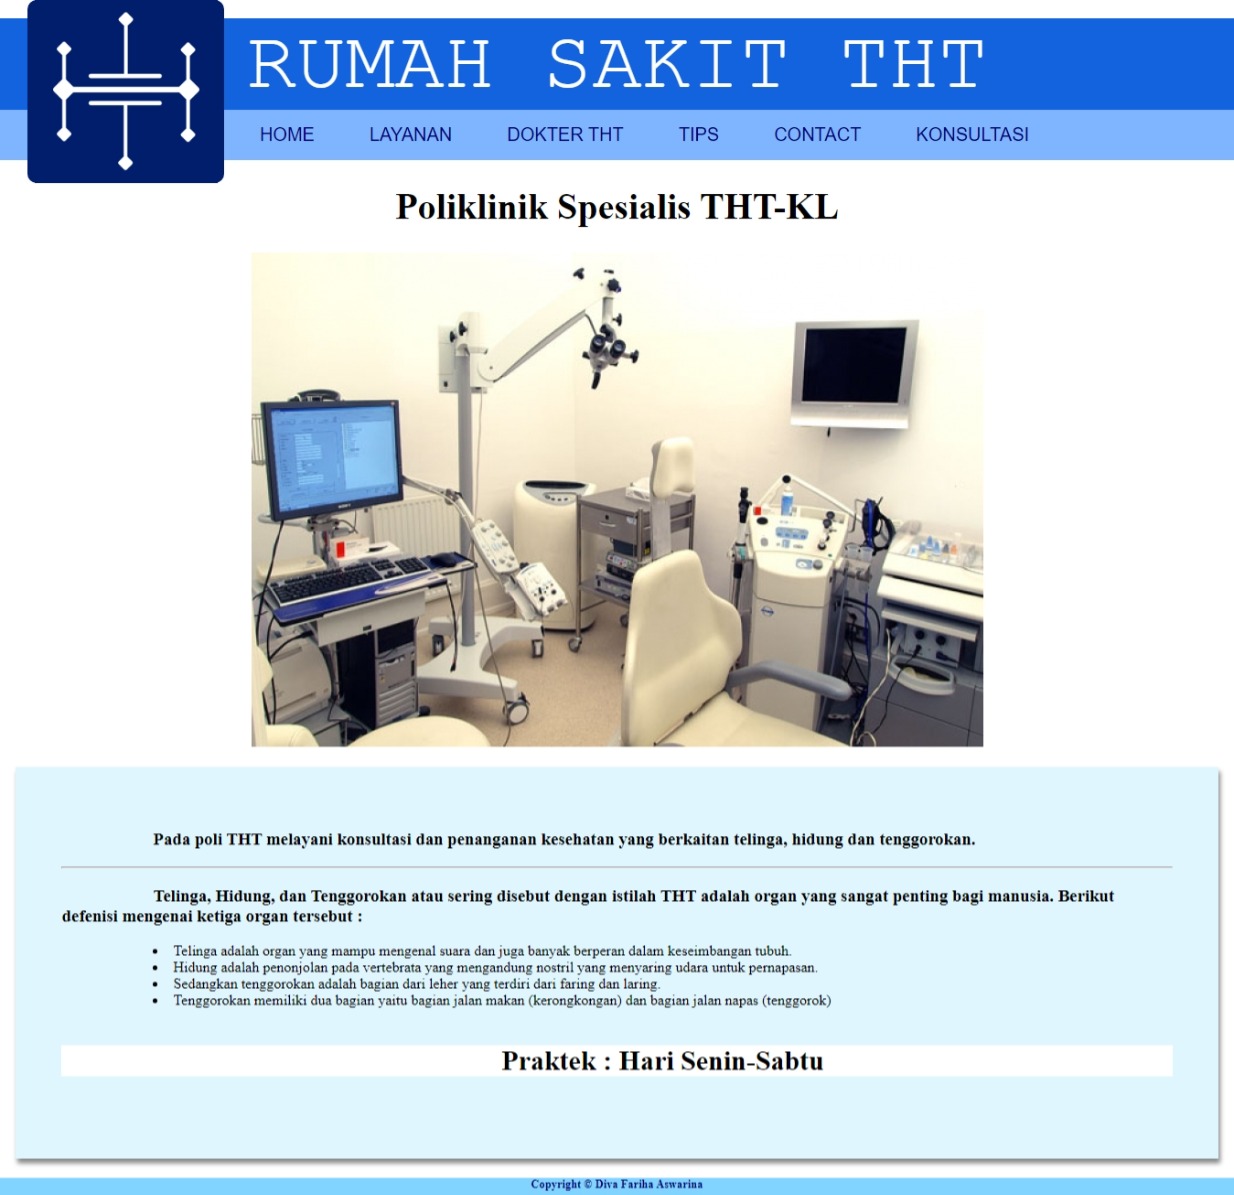 RUMAH SAKIT THT
HOME LAYANAN DOKTER THT TIPS CONTACT KONSULTASI
Poliklinik Spesialis THT-KL
Pada poli THT melayani konsultasi dan penanganan kesehatan yang berkaitan telinga, hidung dan tenggorokan.
Telinga, Hidung, dan Tenggorokan atau sering disebut dengan istilah THT adalah organ yang sangat penting bagi manusia. Berikut
defenisi mengenai ketiga organ tersebut :
• Telinga adalah organ yang mampu mengenal suara dan juga banyak berperan dalam keseimbangan tubuh.
• Hidung adalah penonjolan pada vertebrata yang mengandung nostril yang menyaring udara untuk pernapasan.
• Sedangkan tenggorokan adalah bagian dari leher yang terdiri dari faring dan laring.
• Tenggorokan memiliki dua bagian yaitu bagian jalan makan (kerongkongan) dan bagian jalan napas (tenggorok)
Praktek : Hari Senin-Sabtu
Copyright © Diva Fariha Aswarina